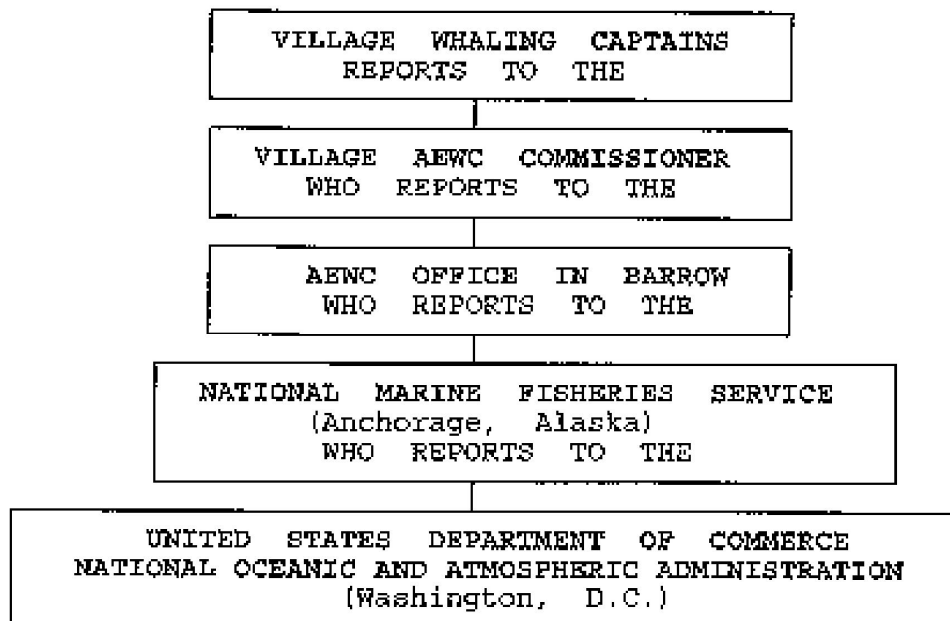 VILLAGE WHALING CAPTAINS
REPORTS TO THE
VILLAGE AEWC COMMISSIONER
WHO REPORTS TO THE
AEWC OFFICE IN BARROW
WHO REPORTS TO THE
NATIONAL MARINE FISHERIES SERVICE
(Anchorage, Alaska)
WHO REPORTS TO THE
UNITED STATES DEPARTMENT OF COMMERCE
NATIONAL OCEANIC AND ATMOSPHERIC ADMINISTRATION
(Washington, D.C.)